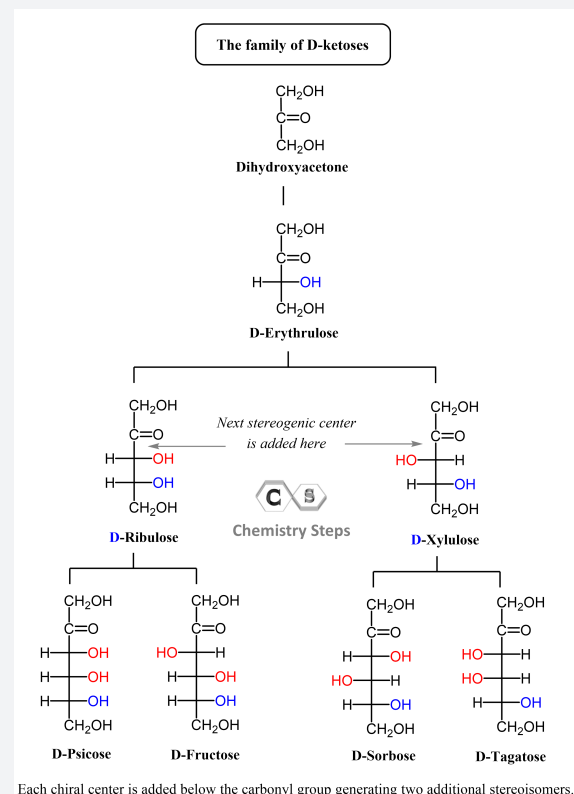 The family of D-ketoses
CH2OH
C=O
CH2OH
Dihydroxyacetone
CH2OH
C=O
H OH
CH2OH
D-Erythrulose
CH2OH
C=O
H OH
H OH
CH2OH
D-Ribulose
Next stereogenic center
is added here
C S
Chemistry Steps
CH2OH
C=O
HO H
H OH
CH2OH
D-Xylulose
CH2OH
C=O
H OH
H OH
H OH
CH2OH
D-Psicose
CH2OH
C=O
HO H
H OH
H OH
CH2OH
D-Fructose
CH2OH
C=O
H OH
HO H
H OH
CH2OH
D-Sorbose
CH2OH
C=O
HO H
HO H
H OH
CH2OH
D-Tagatose
Each chiral center is added below the carbonyl group generating two additional stereoisomers.